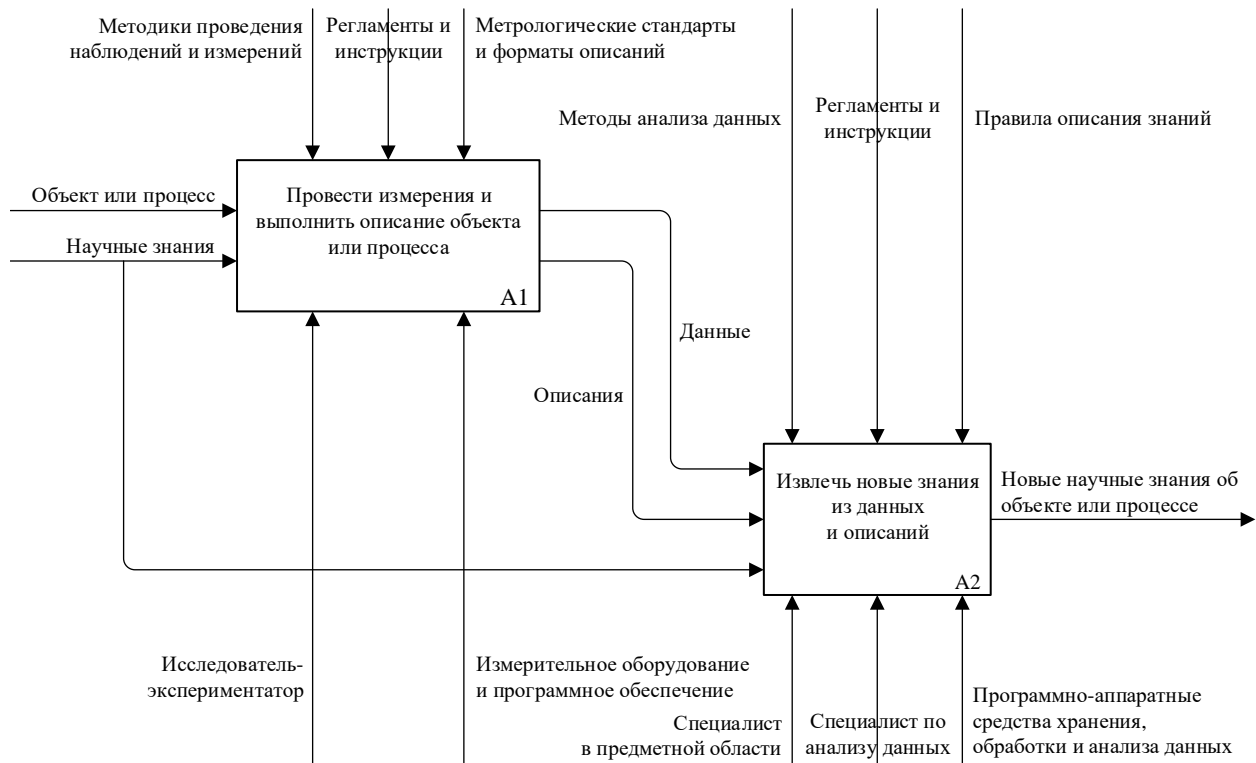 Методики проведения
наблюдений и измерений
Регламенты и
инструкции
Метрологические стандарты
и форматы описаний
Методы анализа данных
Регламенты и
инструкции
Правила описания знаний
Объект или процесс
Научные знания
Провести измерения и
выполнить описание объекта
или процесса
А1
Данные
Описания
Извлечь новые знания
из данных
и описаний
А2
Новые научные знания об
объекте или процессе
Исследователь-
экспериментатор
Измерительное оборудование
и программное обеспечение
Специалист
в предметной области
Специалист по
анализу данных
Программно-аппаратные
средства хранения,
обработки и анализа данных